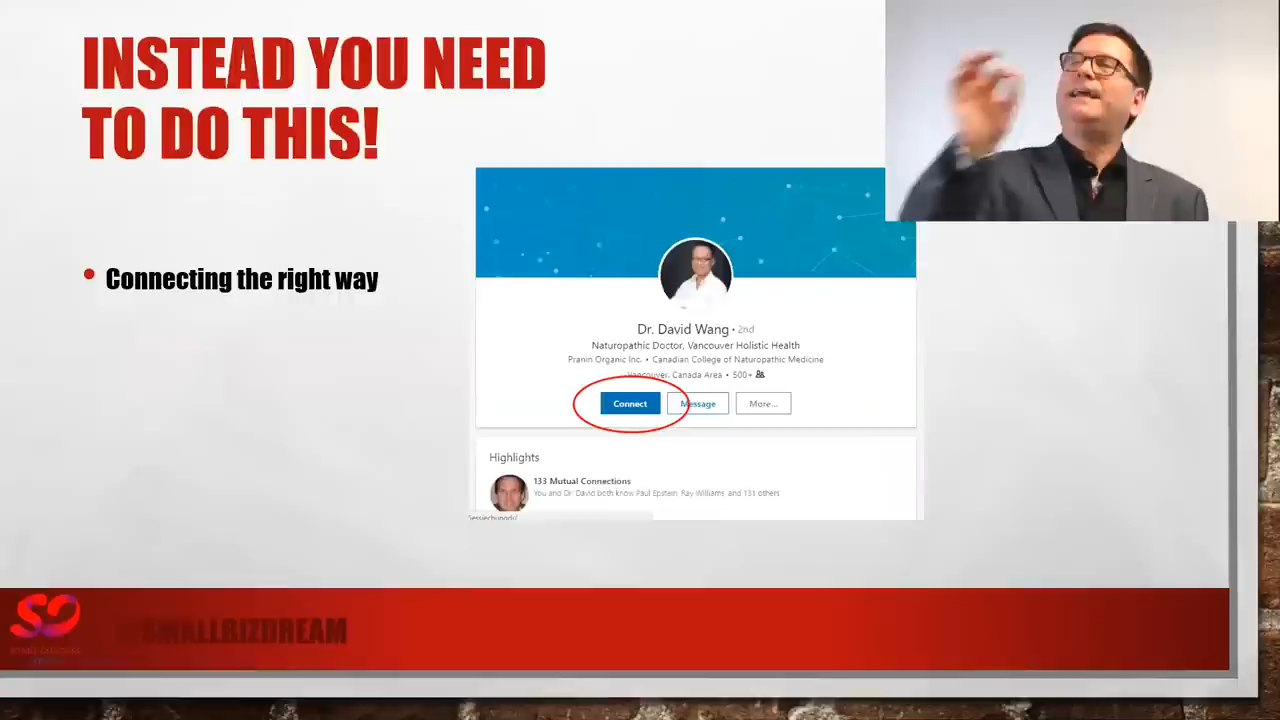 INSTEAD YOU NEED
TO DO THIS!
• Connecting the right way
Dr. David Wang • 2nd
Naturopathic Doctor, Vancouver Holistic Health
Pranin Organic Inc. • Canadian College of Naturopathic Medicine
Vancouver, Canada Area • 500+
Connect
Message
More...
Highlights
133 Mutual Connections
You and Dr. David both know Paul Epstein, Ray Williams, and 131 others
SMALLBIZDREAM